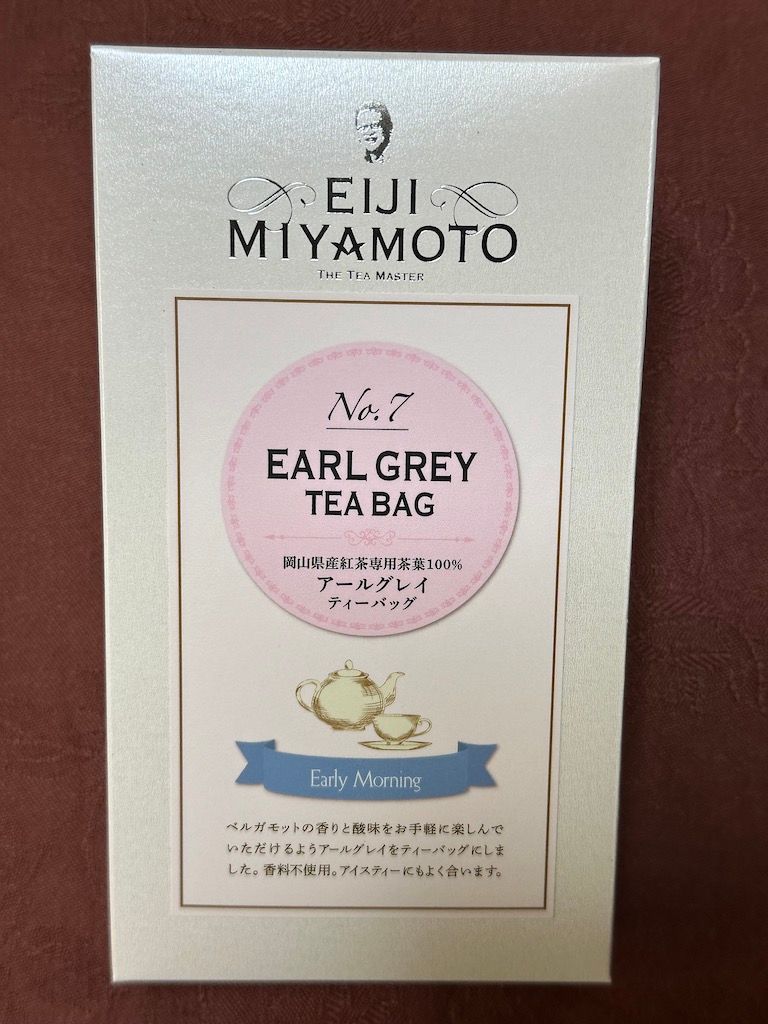 EIJI
MIYAMOTO
THE TEA MASTER
No.7
EARL GREY
TEA BAG
岡山県産紅茶専用茶葉100%
アールグレイ
ティーバッグ
Early Morning
ベルガモットの香りと酸味をお手軽に楽しんで
いただけるようアールグレイをティーバッグにしま
した。香料不使用。アイスティーにもよく合います。